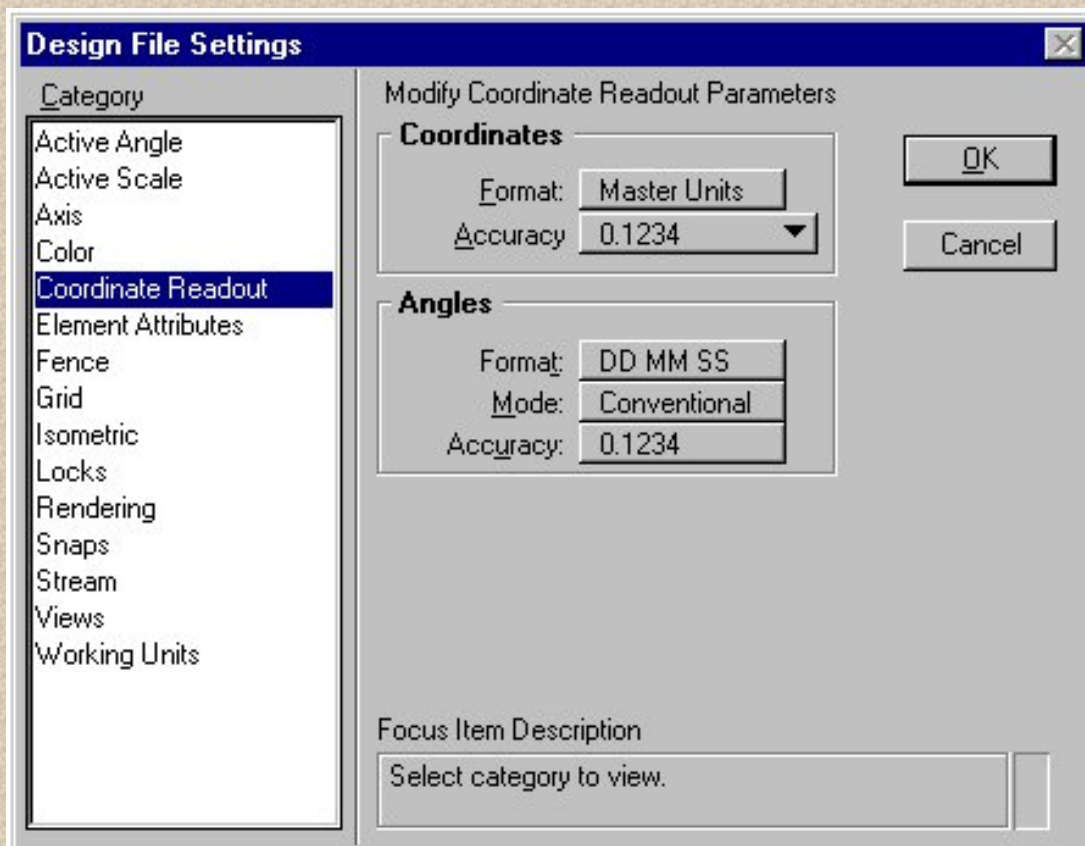 Design File Settings
Category
Active Angle
Active Scale
Axis
Color
Coordinate Readout
Element Attributes
Fence
Grid
Isometric
Locks
Rendering
Snaps
Stream
Views
Working Units
Modify Coordinate Readout Parameters
Coordinates
Format: Master Units
Accuracy 0.1234
Angles
Format: DD MM SS
Mode: Conventional
Accuracy: 0.1234
OK
Cancel
Focus Item Description
Select category to view.